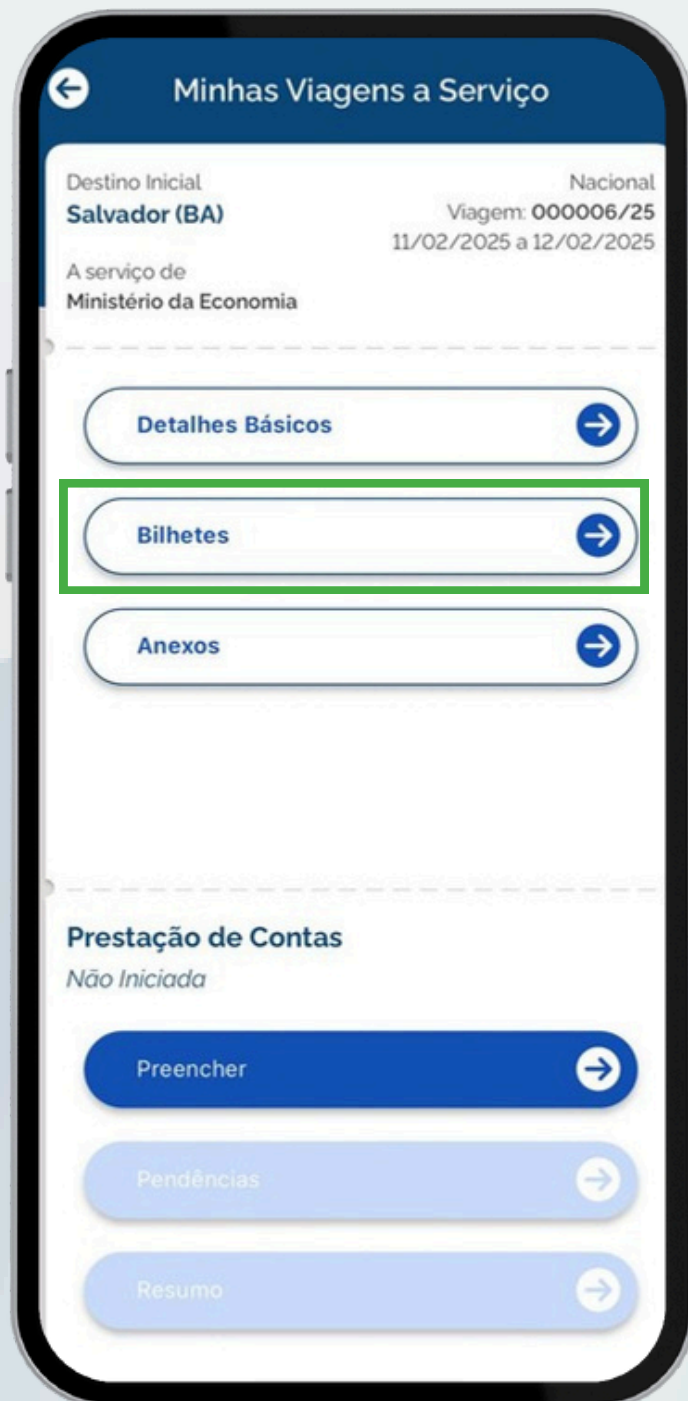 Minhas Viagens a Serviço
Destino Inicial
Salvador (BA)
Nacional
Viagem: 000006/25
11/02/2025 a 12/02/2025
A serviço de
Ministério da Economia
Detalhes Básicos
Bilhetes
Anexos
Prestação de Contas
Não Iniciada
Preencher
Pendências
Resumo